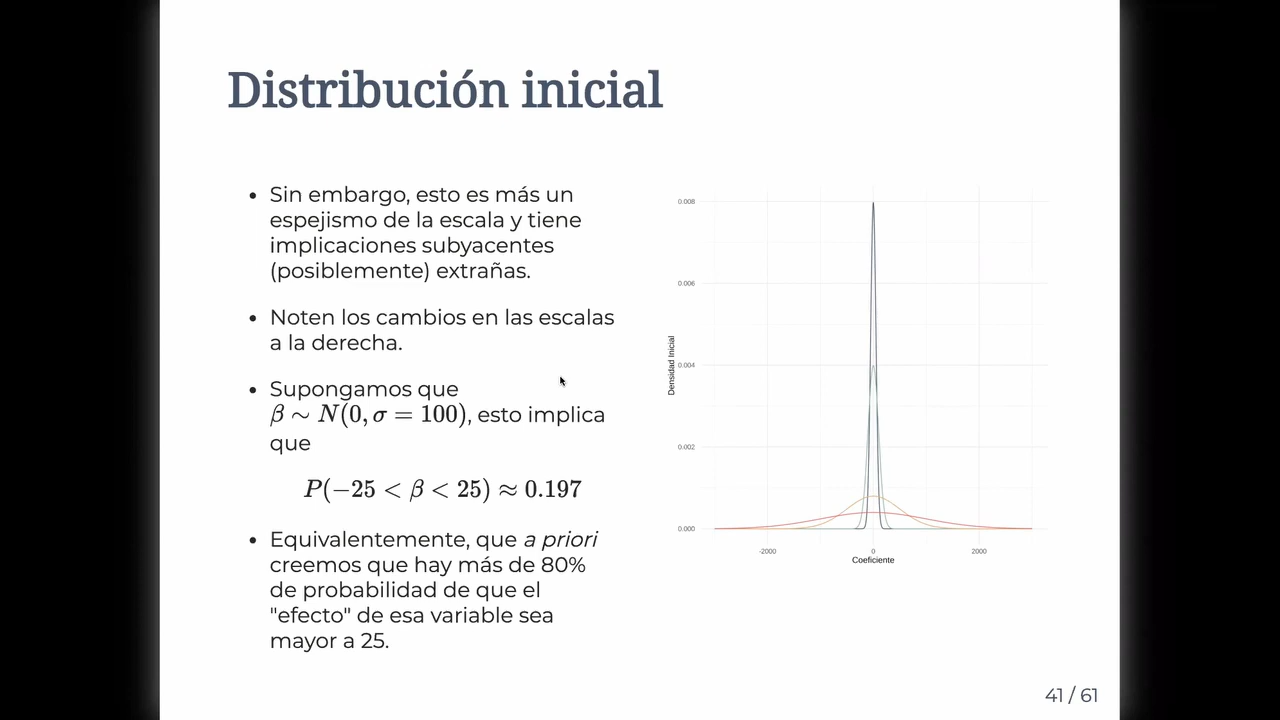 Distribución inicial
• Sin embargo, esto es más un
espejismo de la escala y tiene
implicaciones subyacentes
(posiblemente) extrañas.
• Noten los cambios en las escalas
a la derecha.
• Supongamos que
β ∼ N(0, σ = 100), esto implica
que
P(−25 < β < 25) ≈ 0.197
• Equivalentemente, que a priori
creemos que hay más de 80%
de probabilidad de que el
"efecto" de esa variable sea
mayor a 25.
0.008
0.006
0.004
0.002
0.000
Densidad Inicial
-2000 0 2000
Coeficiente
41 / 61